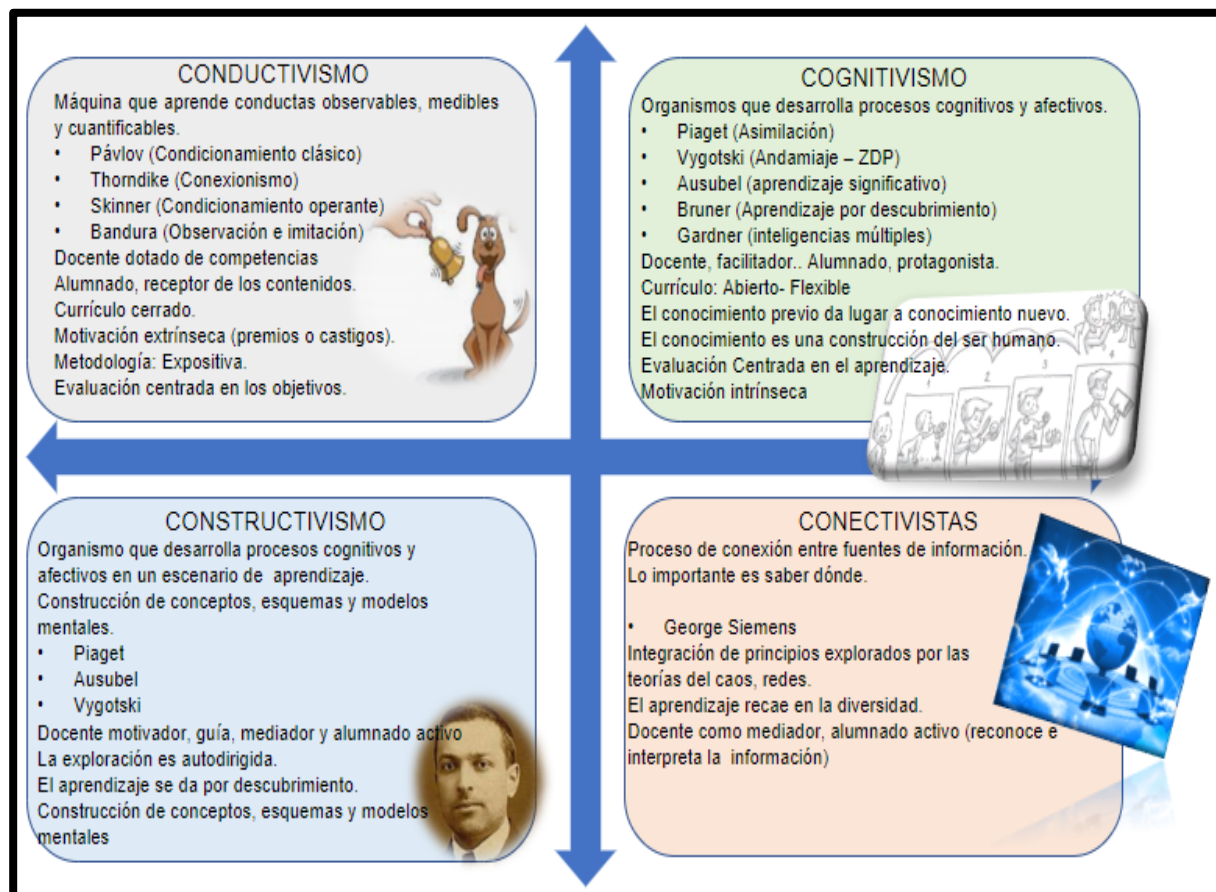 CONDUCTIVISMO
Máquina que aprende conductas observables, medibles
y cuantificables.
• Pávlov (Condicionamiento clásico)
• Thorndike (Conexionismo)
• Skinner (Condicionamiento operante)
• Bandura (Observación e imitación)
Docente dotado de competencias
Alumnado, receptor de los contenidos.
Currículo cerrado.
Motivación extrínseca (premios o castigos).
Metodología: Expositiva.
Evaluación centrada en los objetivos.
COGNITIVISMO
Organismos que desarrolla procesos cognitivos y afectivos.
• Piaget (Asimilación)
• Vygotski (Andamiaje – ZDP)
• Ausubel (aprendizaje significativo)
• Bruner (Aprendizaje por descubrimiento)
• Gardner (inteligencias múltiples)
Docente, facilitador.. Alumnado, protagonista.
Currículo: Abierto- Flexible
El conocimiento previo da lugar a conocimiento nuevo.
El conocimiento es una construcción del ser humano.
Evaluación Centrada en el aprendizaje.
Motivación intrínseca
1
2
3
4
CONSTRUCTIVISMO
Organismo que desarrolla procesos cognitivos y
afectivos en un escenario de aprendizaje.
Construcción de conceptos, esquemas y modelos
mentales.
• Piaget
• Ausubel
• Vygotski
Docente motivador, guía, mediador y alumnado activo
La exploración es autodirigida.
El aprendizaje se da por descubrimiento.
Construcción de conceptos, esquemas y modelos
mentales
CONECTIVISTAS
Proceso de conexión entre fuentes de información.
Lo importante es saber dónde.
• George Siemens
Integración de principios explorados por las
teorías del caos, redes.
El aprendizaje recae en la diversidad.
Docente como mediador, alumnado activo (reconoce e
interpreta la información)